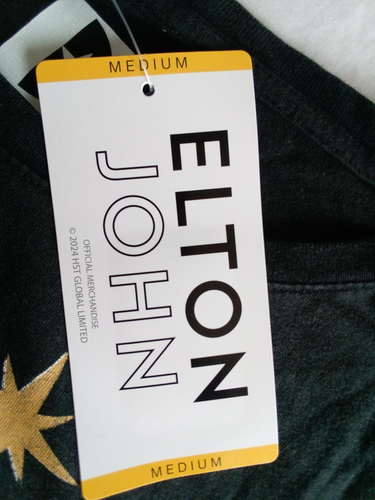 MEDIUM
ELTON
JOHN
OFFICIAL MERCHANDISE
© 2024 HST GLOBAL LIMITED
MEDIUM